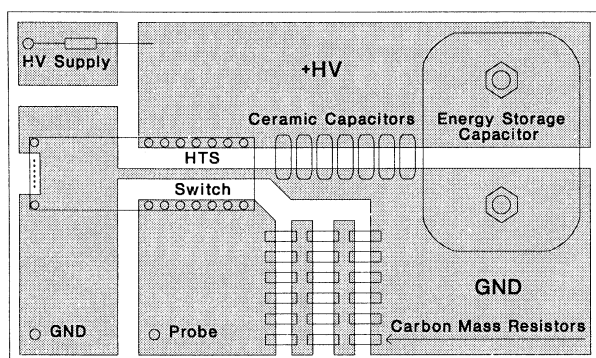 HV Supply
+HV
Ceramic Capacitors
Energy Storage
Capacitor
HTS
Switch
GND
GND
Probe
Carbon Mass Resistors